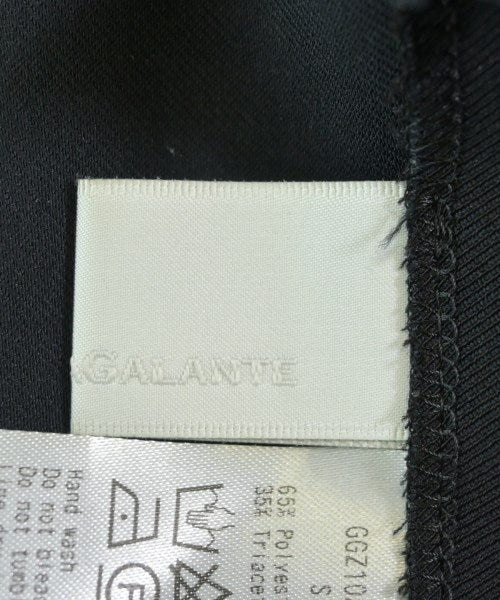 GALANTE
GGZ10
S
65% Polyes
35% Triace
Hand wash
Do not blea
Do not tumb
P